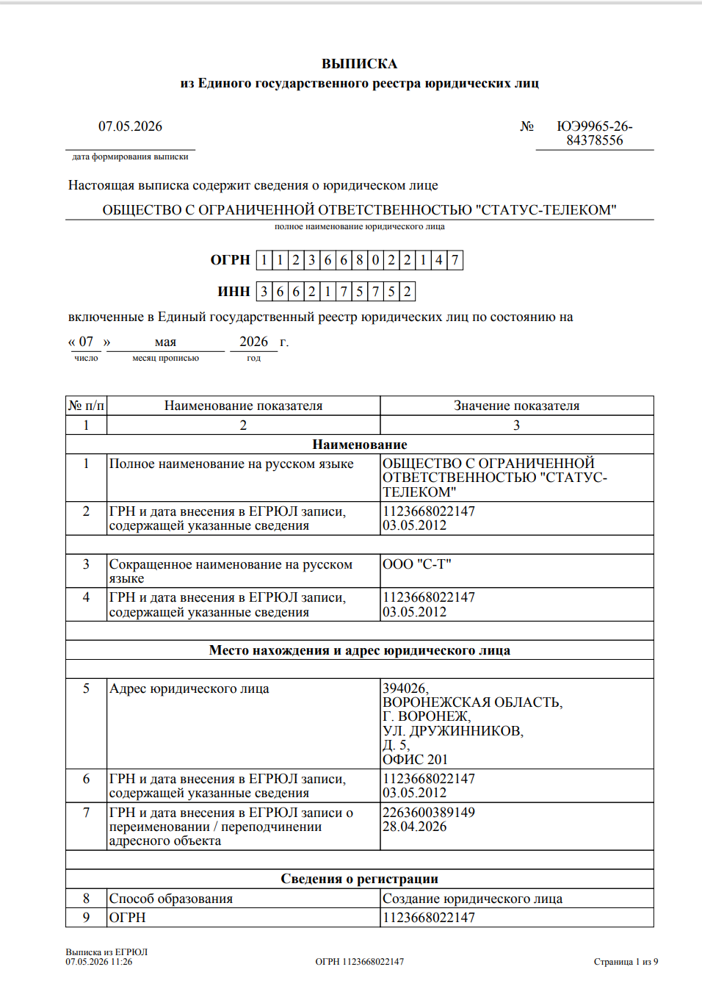 ВЫПИСКА
из Единого государственного реестра юридических лиц
07.05.2026
№ ЮЭ9965-26-
84378556
дата формирования выписки
Настоящая выписка содержит сведения о юридическом лице
ОБЩЕСТВО С ОГРАНИЧЕННОЙ ОТВЕТСТВЕННОСТЬЮ "СТАТУС-ТЕЛЕКОМ"
полное наименование юридического лица
ОГРН 1 1 2 3 6 6 8 0 2 2 1 4 7
ИНН 3 6 6 2 1 7 5 7 5 2
включенные в Единый государственный реестр юридических лиц по состоянию на
« 07 » мая 2026 г.
число месяц прописью год
№ п/п Наименование показателя Значение показателя
1 2 3
Наименование
1 Полное наименование на русском языке ОБЩЕСТВО С ОГРАНИЧЕННОЙ
ОТВЕТСТВЕННОСТЬЮ "СТАТУС-
ТЕЛЕКОМ"
2 ГРН и дата внесения в ЕГРЮЛ записи, 1123668022147
содержащей указанные сведения 03.05.2012
3 Сокращенное наименование на русском ООО "С-Т"
языке
4 ГРН и дата внесения в ЕГРЮЛ записи, 1123668022147
содержащей указанные сведения 03.05.2012
Место нахождения и адрес юридического лица
5 Адрес юридического лица 394026,
ВОРОНЕЖСКАЯ ОБЛАСТЬ,
Г. ВОРОНЕЖ,
УЛ. ДРУЖИННИКОВ,
Д. 5,
ОФИС 201
6 ГРН и дата внесения в ЕГРЮЛ записи, 1123668022147
содержащей указанные сведения 03.05.2012
7 ГРН и дата внесения в ЕГРЮЛ записи о 2263600389149
переименовании / переподчинении 28.04.2026
адресного объекта
Сведения о регистрации
8 Способ образования Создание юридического лица
9 ОГРН 1123668022147
Выписка из ЕГРЮЛ
07.05.2026 11:26 ОГРН 1123668022147 Страница 1 из 9